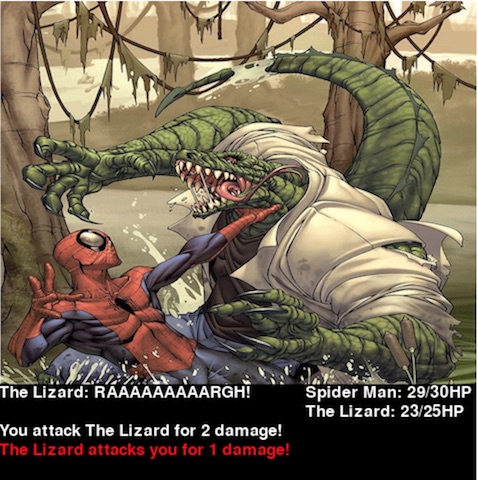 The Lizard: RAAAAAAAAARGH!
Spider Man: 29/30HP
The Lizard: 23/25HP
You attack The Lizard for 2 damage!
The Lizard attacks you for 1 damage!